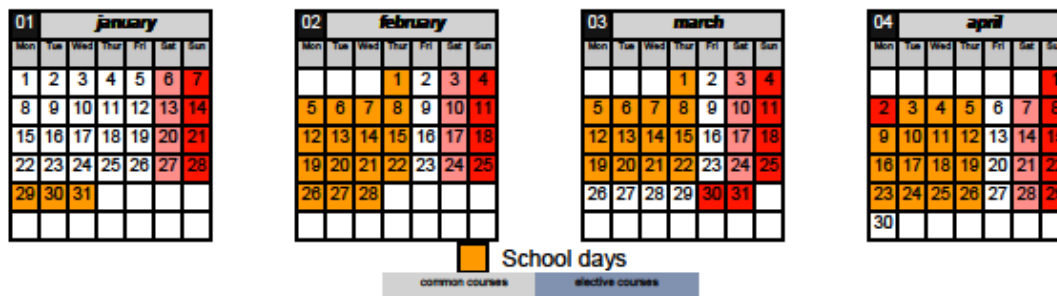 01 january
Mon Tue Wed Thur Fri Sat Sun
1 2 3 4 5 6 7
8 9 10 11 12 13 14
15 16 17 18 19 20 21
22 23 24 25 26 27 28
29 30 31
02 february
Mon Tue Wed Thur Fri Sat Sun
1 2 3 4
5 6 7 8 9 10 11
12 13 14 15 16 17 18
19 20 21 22 23 24 25
26 27 28
03 march
Mon Tue Wed Thur Fri Sat Sun
1 2 3 4
5 6 7 8 9 10 11
12 13 14 15 16 17 18
19 20 21 22 23 24 25
26 27 28 29 30 31
04 april
Mon Tue Wed Thur Fri Sat
2 3 4 5 6 7 8
9 10 11 12 13 14
16 17 18 19 20 21
23 24 25 26 27 28
30
School days
common courses elective courses